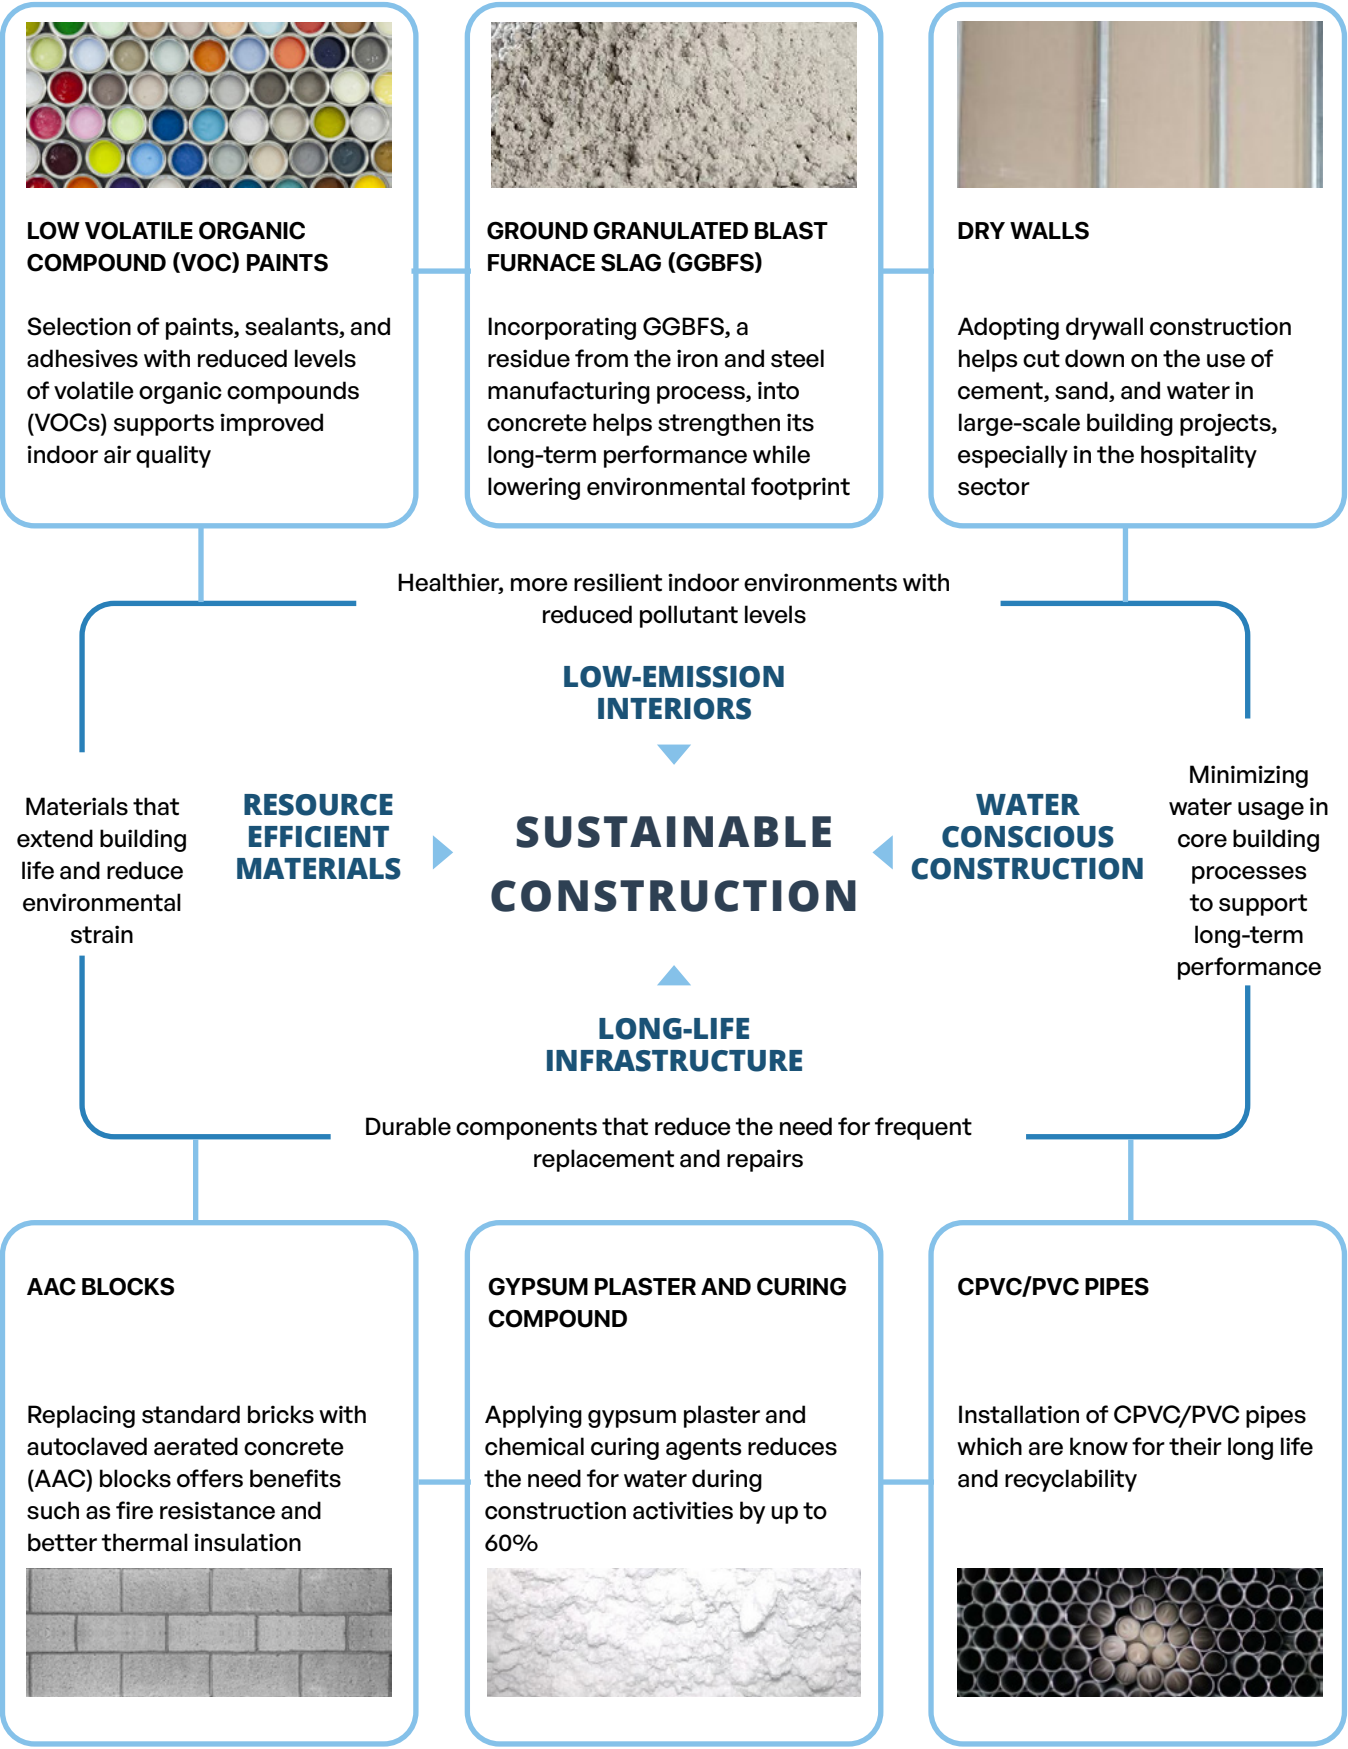 LOW VOLATILE ORGANIC
COMPOUND (VOC) PAINTS
Selection of paints, sealants, and
adhesives with reduced levels
of volatile organic compounds
(VOCs) supports improved
indoor air quality
GROUND GRANULATED BLAST
FURNACE SLAG (GGBFS)
Incorporating GGBFS, a
residue from the iron and steel
manufacturing process, into
concrete helps strengthen its
long-term performance while
lowering environmental footprint
DRY WALLS
Adopting drywall construction
helps cut down on the use of
cement, sand, and water in
large-scale building projects,
especially in the hospitality
sector
Healthier, more resilient indoor environments with
reduced pollutant levels
LOW-EMISSION
INTERIORS
Materials that
extend building
life and reduce
environmental
strain
RESOURCE
EFFICIENT
MATERIALS
SUSTAINABLE
CONSTRUCTION
WATER
CONSCIOUS
CONSTRUCTION
Minimizing
water usage in
core building
processes
to support
long-term
performance
LONG-LIFE
INFRASTRUCTURE
Durable components that reduce the need for frequent
replacement and repairs
AAC BLOCKS
Replacing standard bricks with
autoclaved aerated concrete
(AAC) blocks offers benefits
such as fire resistance and
better thermal insulation
GYPSUM PLASTER AND CURING
COMPOUND
Applying gypsum plaster and
chemical curing agents reduces
the need for water during
construction activities by up to
60%
CPVC/PVC PIPES
Installation of CPVC/PVC pipes
which are know for their long life
and recyclability